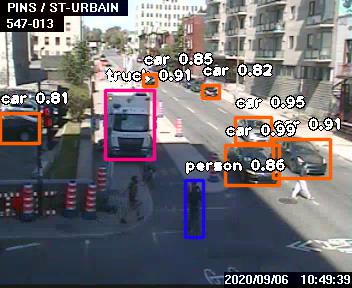 PINS / ST-URBAIN
547-013
car 0.85
car 0.82
truck 0.91
car 0.81
car 0.95
car 0.99
car 0.91
person 0.86
2020/09/06 10:49:39